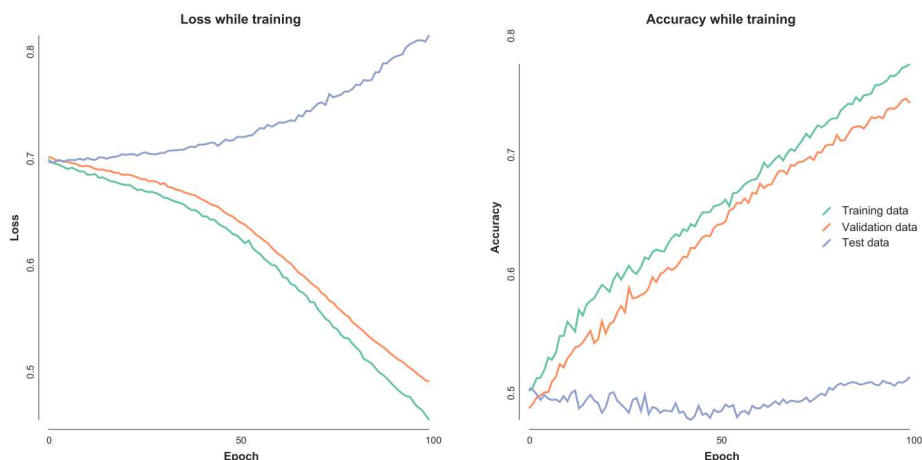 Loss while training
0.8
0.7
0.6
0.5
Loss
0
50
100
Epoch
Accuracy while training
0.8
0.7
0.6
0.5
Accuracy
0
50
100
Epoch
Training data
Validation data
Test data